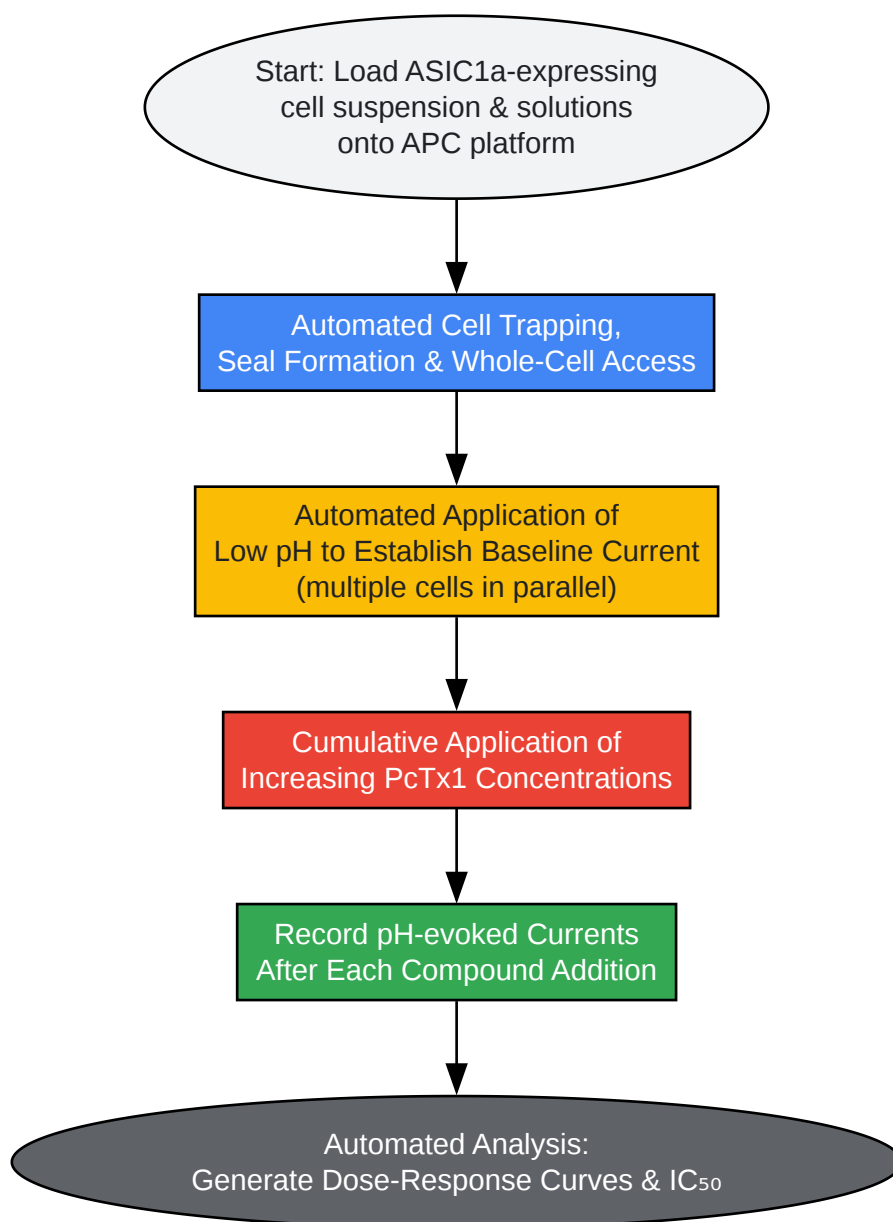 Start: Load ASIC1a-expressing
cell suspension & solutions
onto APC platform
Automated Cell Trapping,
Seal Formation & Whole-Cell Access
Automated Application of
Low pH to Establish Baseline Current
(multiple cells in parallel)
Cumulative Application of
Increasing PcTx1 Concentrations
Record pH-evoked Currents
After Each Compound Addition
Automated Analysis:
Generate Dose-Response Curves & IC₅₀